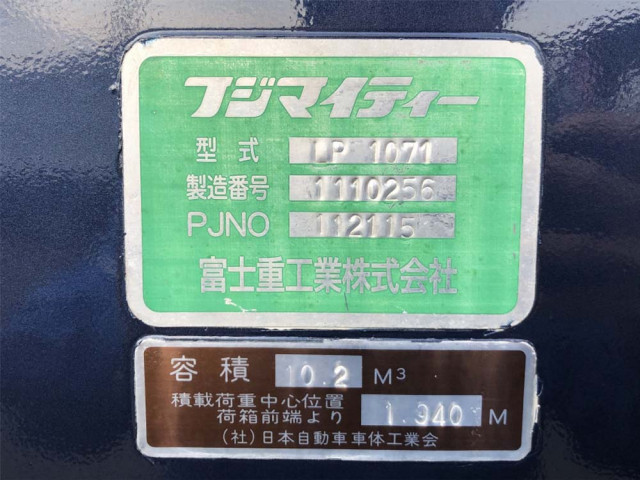 フジマイティー
型式 LP 1071
製造番号 1110256
PJNO 112115
富士重工業株式会社
容積 10.2 M³
積載荷重中心位置
荷箱前端より 1.940 M
(社)日本自動車車体工業会